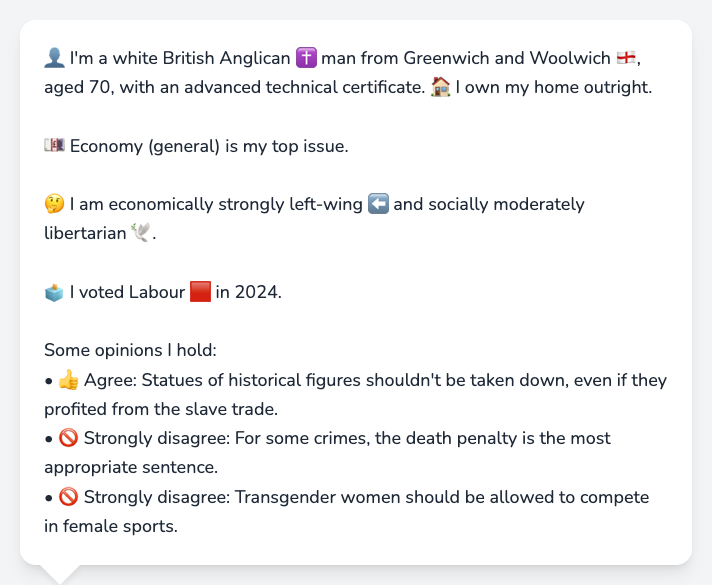 👤 I'm a white British Anglican ✝️ man from Greenwich and Woolwich 🏴󠁧󠁢󠁥󠁮󠁧󠁿,
aged 70, with an advanced technical certificate. 🏠 I own my home outright.
💷 Economy (general) is my top issue.
🤔 I am economically strongly left-wing ⬅️ and socially moderately
libertarian 🕊️.
🗳️ I voted Labour 🟥 in 2024.
Some opinions I hold:
• 👍 Agree: Statues of historical figures shouldn't be taken down, even if they
profited from the slave trade.
• 🚫 Strongly disagree: For some crimes, the death penalty is the most
appropriate sentence.
• 🚫 Strongly disagree: Transgender women should be allowed to compete
in female sports.